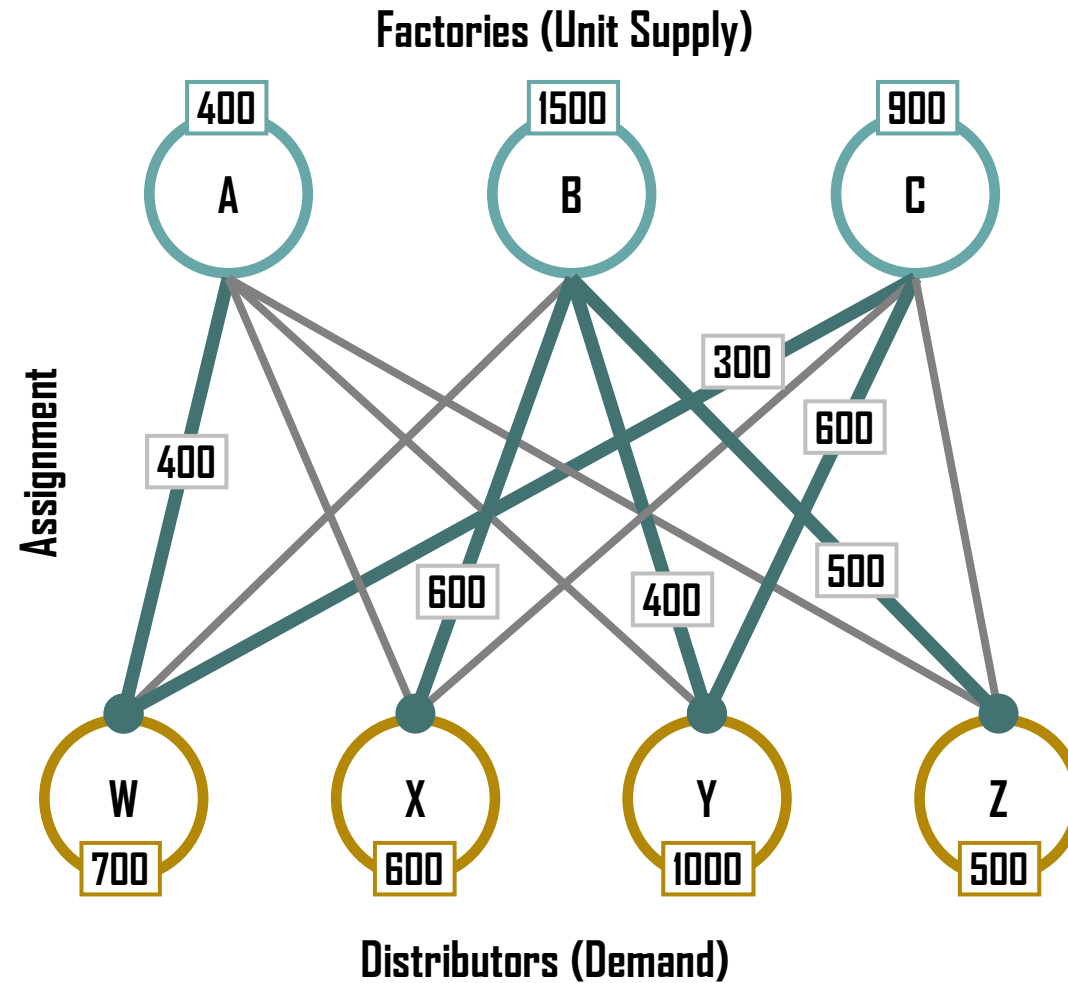 Factories (Unit Supply)
400
1500
900
A
B
C
300
600
400
Assignment
500
600
400
W
X
Y
Z
700
600
1000
500
Distributors (Demand)